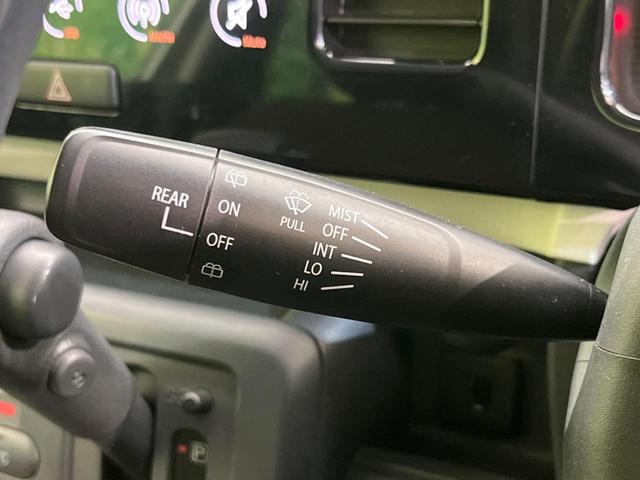 REAR
ON
OFF
PULL
MIST
OFF
INT
LO
HI
P